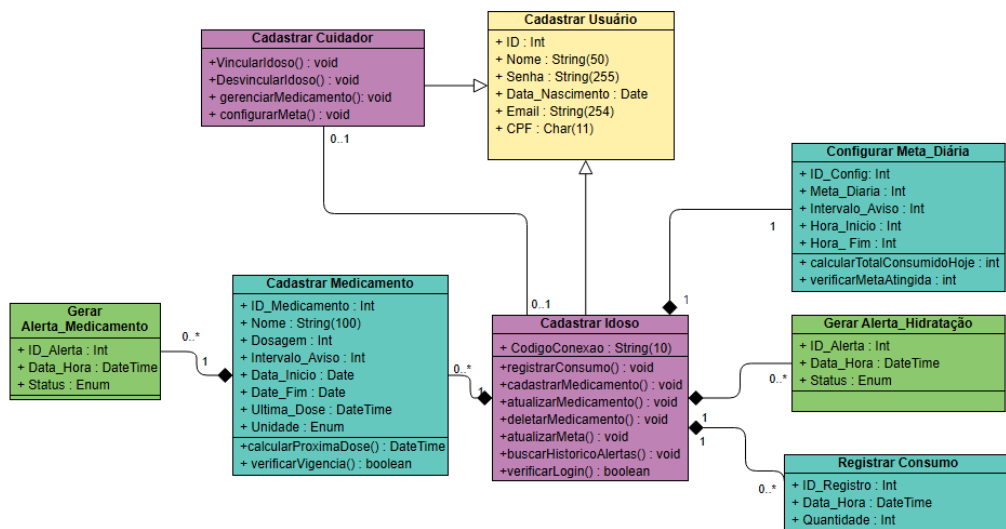 Cadastrar Usuário
+ ID : Int
+ Nome : String(50)
+ Senha : String(255)
+ Data_Nascimento : Date
+ Email : String(254)
+ CPF : Char(11)
Cadastrar Cuidador
+VincularIdoso() : void
+DesvincularIdoso() : void
+ gerenciarMedicamento(): void
+ configurarMeta() : void
0..1
0..1
Configurar Meta_Diária
+ ID_Config: Int
+ Meta_Diaria : Int
+ Intervalo_Aviso : Int
+ Hora_Inicio : Int
+ Hora_ Fim : Int
+ calcularTotalConsumidoHoje : int
+ verificarMetaAtingida : int
1
1
Cadastrar Medicamento
+ ID_Medicamento : Int
+ Nome : String(100)
+ Dosagem : Int
+ Intervalo_Aviso : Int
+ Data_Inicio : Date
+ Date_Fim : Date
+ Ultima_Dose : DateTime
+ Unidade : Enum
+calcularProximaDose() : DateTime
+ verificarVigencia() : boolean
Gerar
Alerta_Medicamento
+ ID_Alerta : Int
+ Data_Hora : DateTime
+ Status : Enum
0..*
1
0..*
1
Cadastrar Idoso
+ CodigoConexao : String(10)
+registrarConsumo() : void
+cadastrarMedicamento() : void
+atualizarMedicamento() : void
+deletarMedicamento() : void
+atualizarMeta() : void
+buscarHistoricoAlertas() : void
+verificarLogin() : boolean
Gerar Alerta_Hidratação
+ ID_Alerta : Int
+ Data_Hora : DateTime
+ Status : Enum
0..*
1
1
0..*
Registrar Consumo
+ ID_Registro : Int
+ Data_Hora : DateTime
+ Quantidade : Int